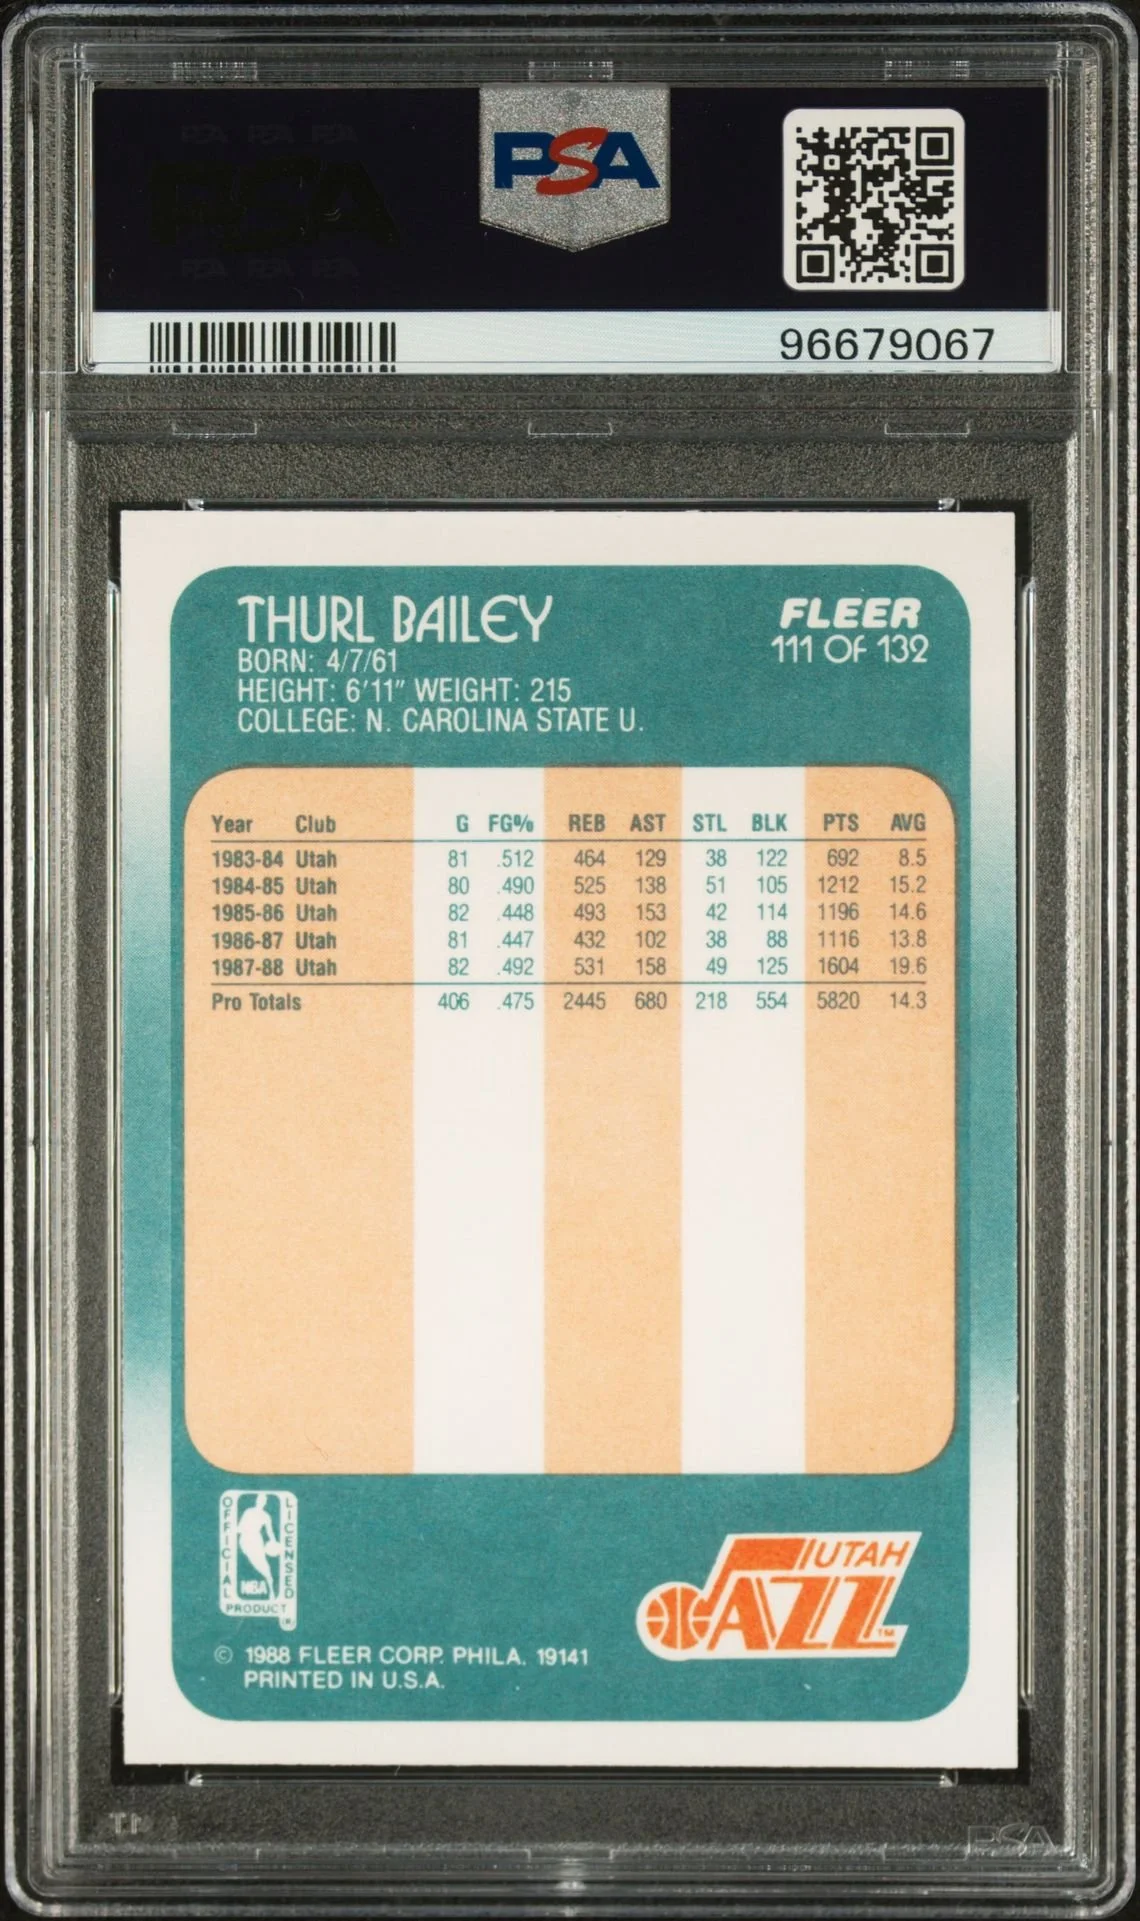 PSA
96679067
THURL BAILEY
BORN: 4/7/61
HEIGHT: 6'11" WEIGHT: 215
COLLEGE: N. CAROLINA STATE U.
FLEER
111 OF 132
Year Club G FG% REB AST STL BLK PTS AVG
1983-84 Utah 81 .512 464 129 38 122 692 8.5
1984-85 Utah 80 .490 525 138 51 105 1212 15.2
1985-86 Utah 82 .448 493 153 42 114 1196 14.6
1986-87 Utah 81 .447 432 102 38 88 1116 13.8
1987-88 Utah 82 .492 531 158 49 125 1604 19.6
Pro Totals 406 .475 2445 680 218 554 5820 14.3
OFFICIAL LICENSED
NBA
PRODUCT
UTAH
JAZZ
TM
© 1988 FLEER CORP. PHILA. 19141
PRINTED IN U.S.A.
PSA